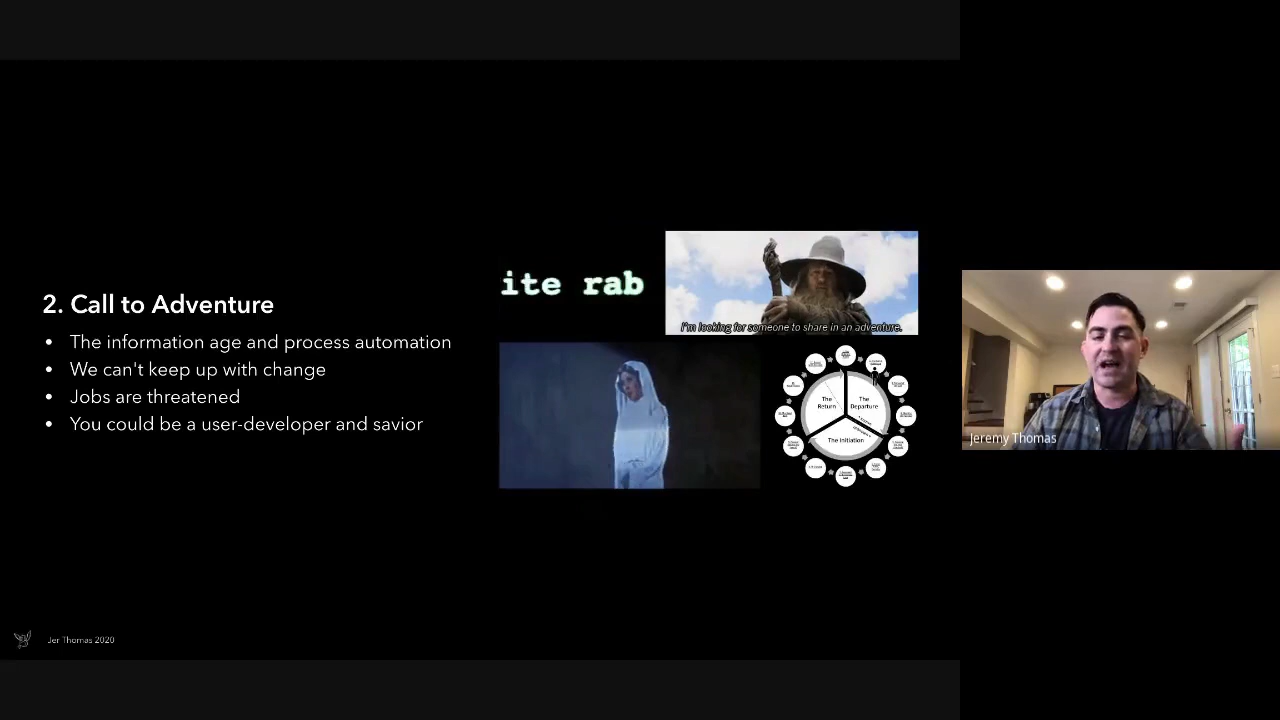 2. Call to Adventure
• The information age and process automation
• We can't keep up with change
• Jobs are threatened
• You could be a user-developer and savior
ite rab
I'm looking for someone to share in an adventure.
The Return
The Departure
The Initiation
Jeremy Thomas
Jer Thomas 2020